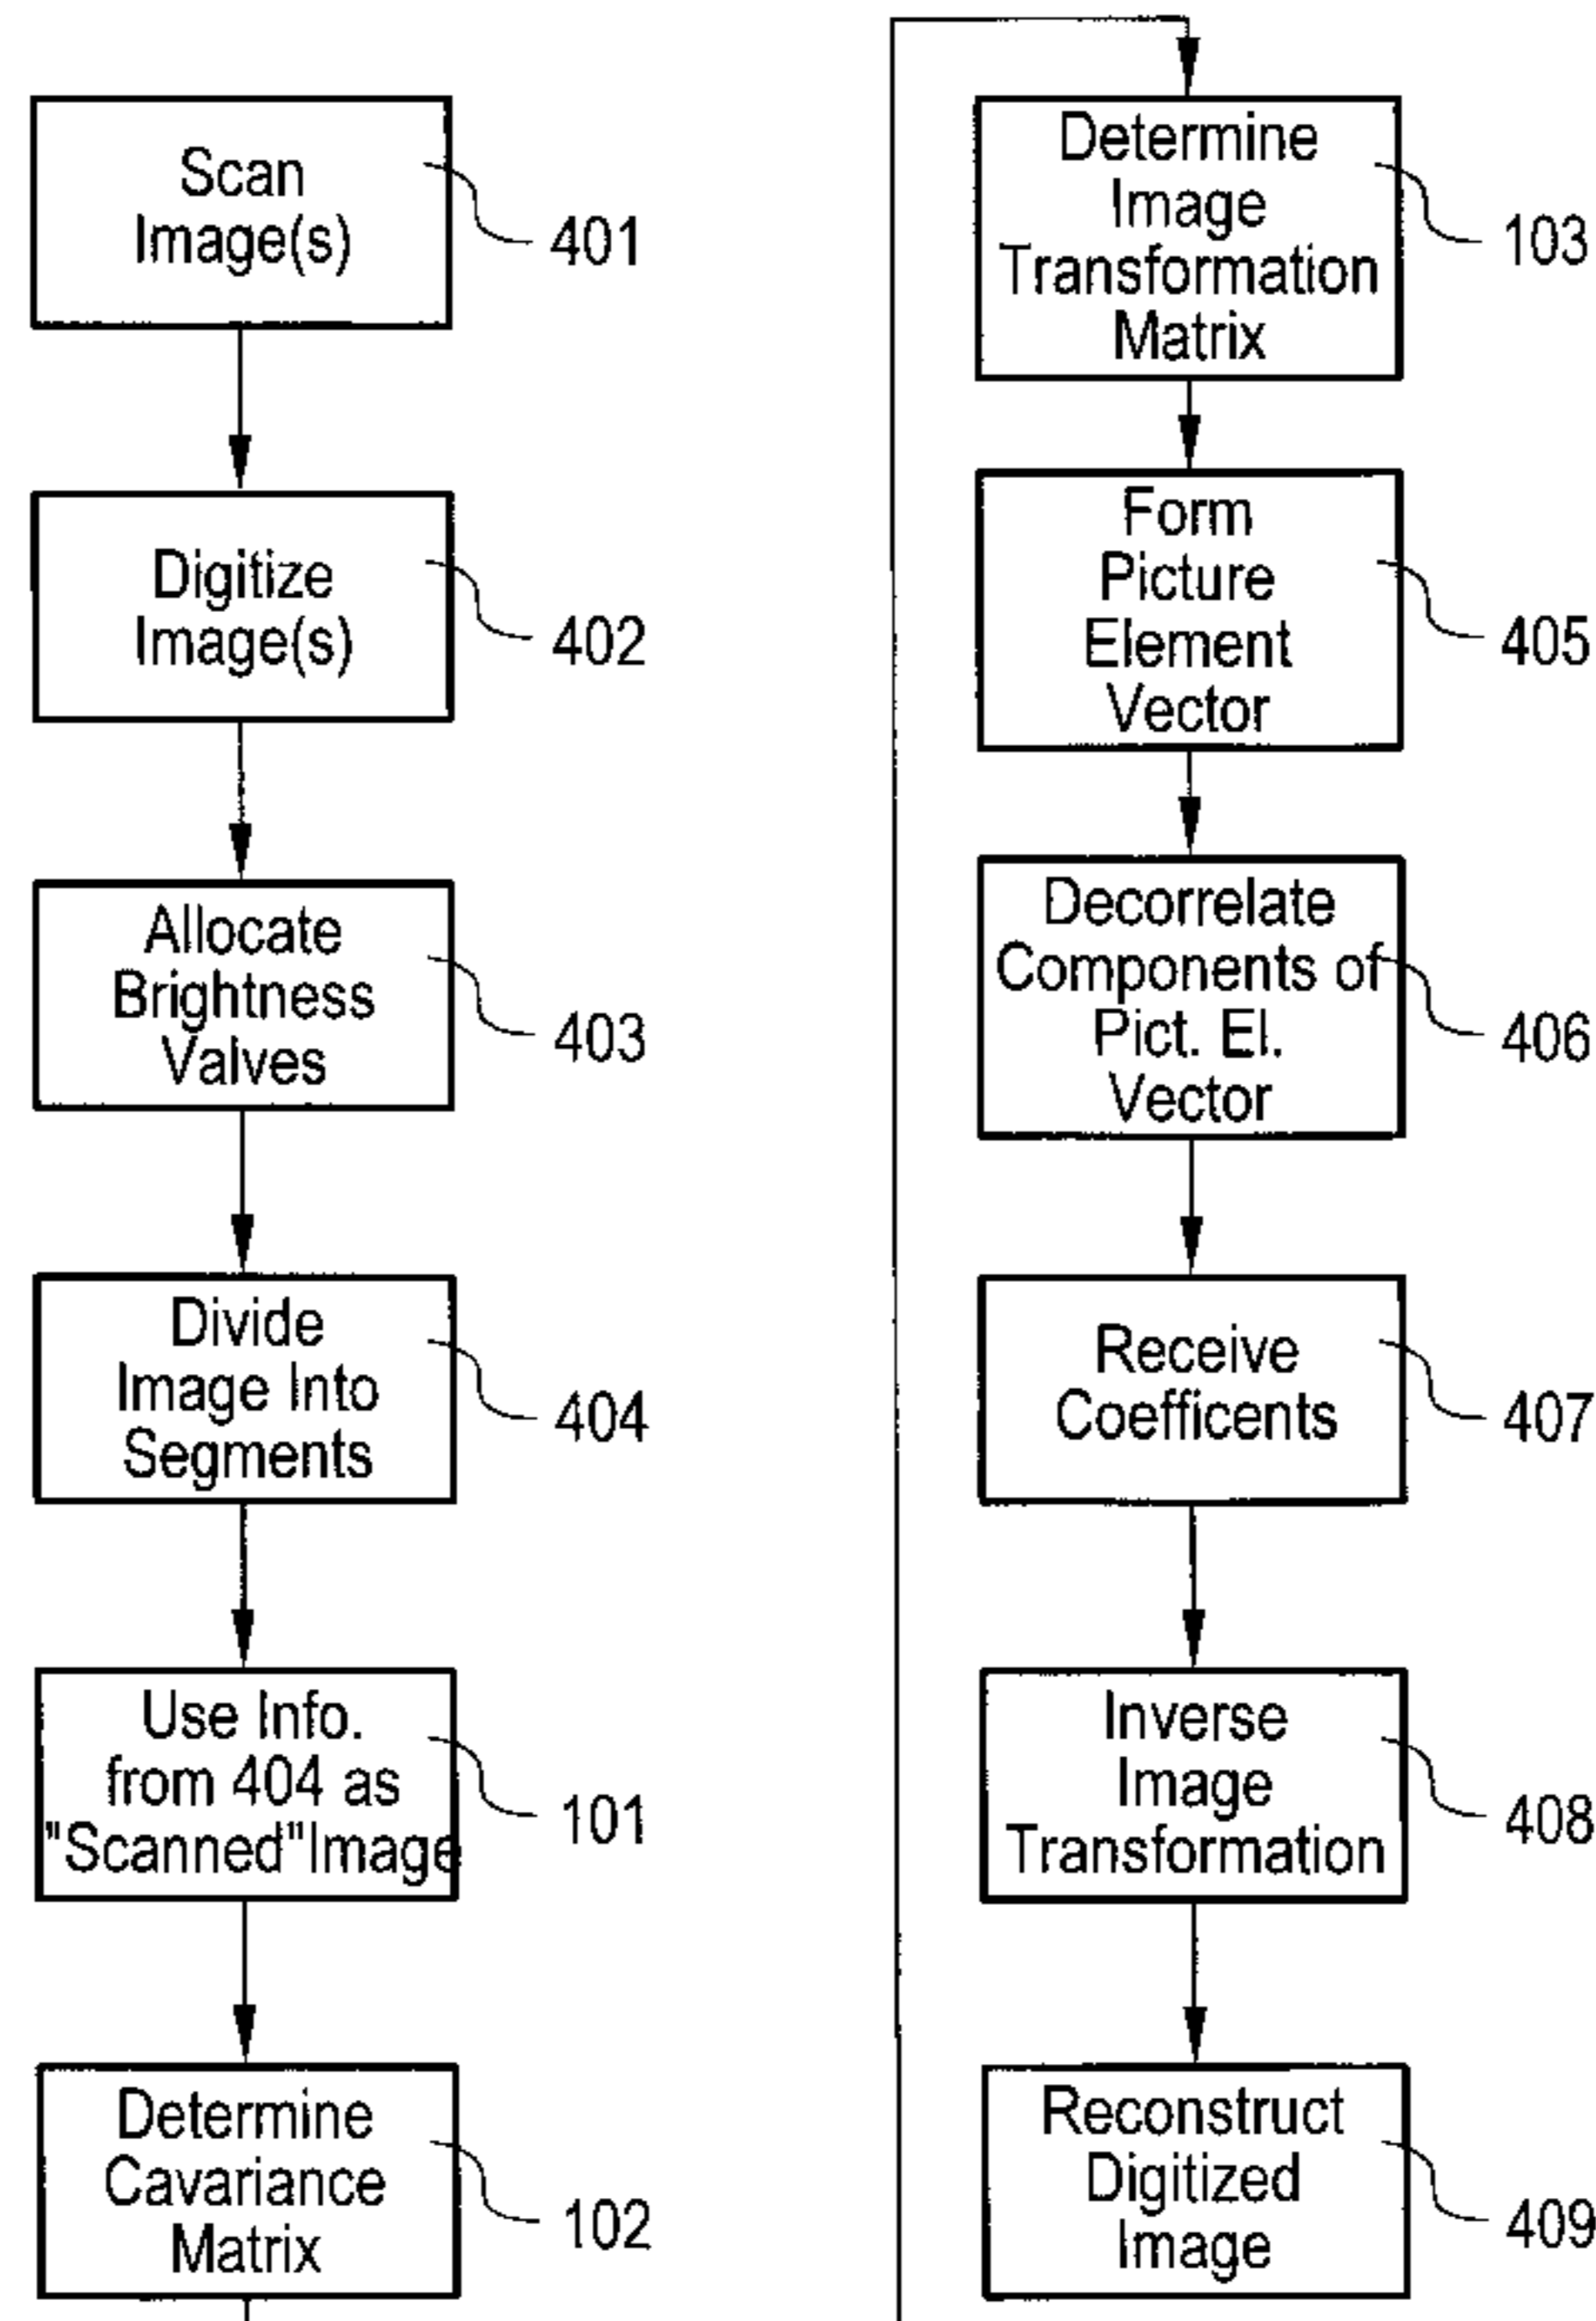 Scan
Image(s)
401
Digitize
Image(s)
402
Allocate
Brightness
Valves
403
Divide
Image Into
Segments
404
Use Info.
from 404 as
"Scanned"Image
101
Determine
Cavariance
Matrix
102
Determine
Image
Transformation
Matrix
103
Form
Picture
Element
Vector
405
Decorrelate
Components of
Pict. El.
Vector
406
Receive
Coefficents
407
Inverse
Image
Transformation
408
Reconstruct
Digitized
Image
409